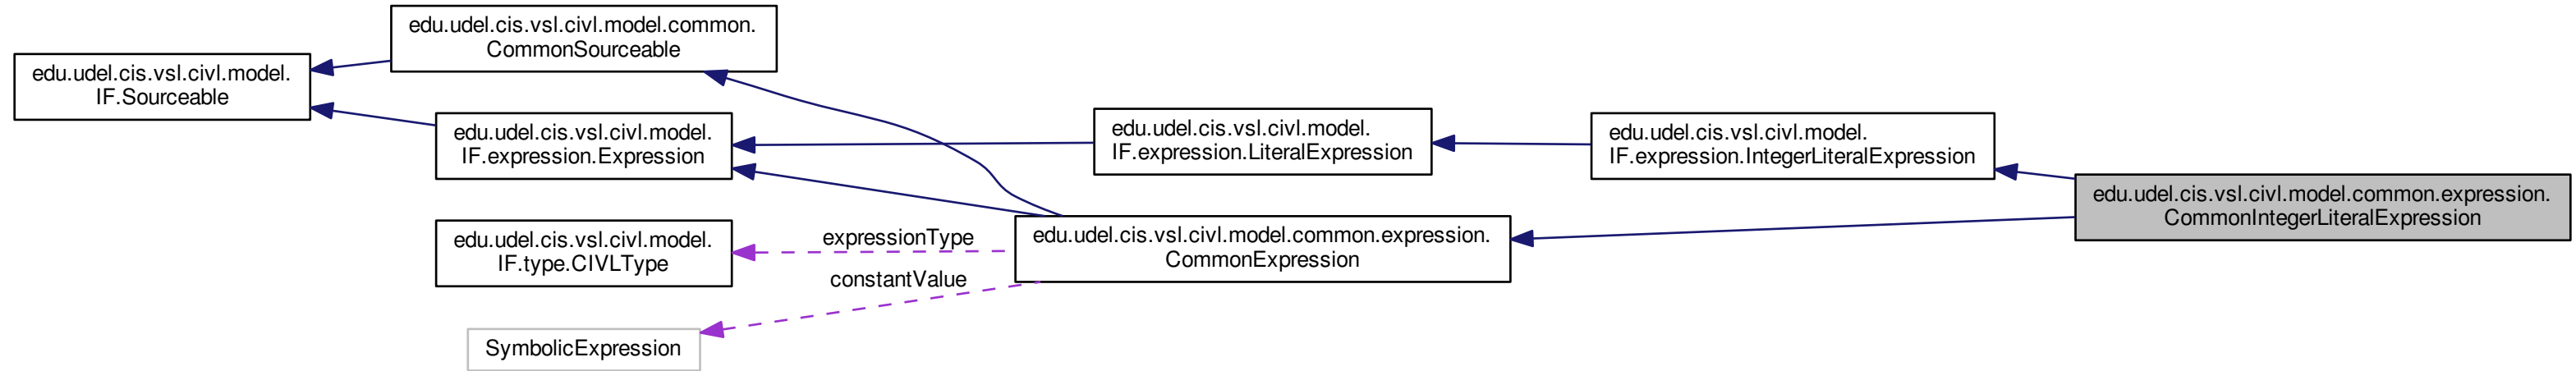 edu.udel.cis.vsl.civl.model.common.
CommonSourceable
edu.udel.cis.vsl.civl.model.
IF.Sourceable
edu.udel.cis.vsl.civl.model.
IF.expression.Expression
edu.udel.cis.vsl.civl.model.
IF.expression.LiteralExpression
edu.udel.cis.vsl.civl.model.
IF.expression.IntegerLiteralExpression
edu.udel.cis.vsl.civl.model.common.expression.
CommonIntegerLiteralExpression
edu.udel.cis.vsl.civl.model.
IF.type.CIVLType
expressionType
constantValue
edu.udel.cis.vsl.civl.model.common.expression.
CommonExpression
SymbolicExpression